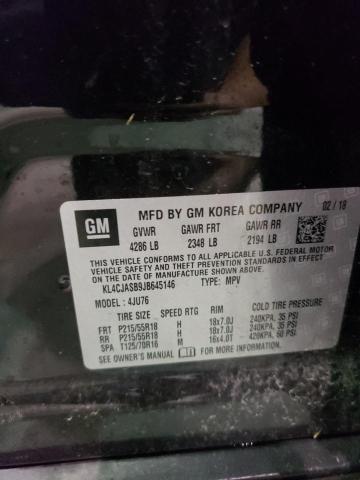 GM
MFD BY GM KOREA COMPANY 02 / 18
GVWR GAWR FRT GAWR RR
4286 LB 2348 LB 2194 LB
THIS VEHICLE CONFORMS TO ALL APPLICABLE U.S. FEDERAL MOTOR
VEHICLE SAFETY AND THEFT PREVENTION STANDARDS IN EFFECT
ON THE DATE OF MANUFACTURE SHOWN ABOVE.
KL4CJASB9JB645146 TYPE: MPV
MODEL : 4JU76
TIRE SIZE SPEED RTG RIM COLD TIRE PRESSURE
FRT P215/55R18 H 18x7.0J 240KPA, 35 PSI
RR P215/55R18 H 18x7.0J 240KPA, 35 PSI
SPA T125/70R16 M 16x4.0T 420KPA, 60 PSI
SEE OWNER'S MANUAL FOR ADDITIONAL INFORMATION